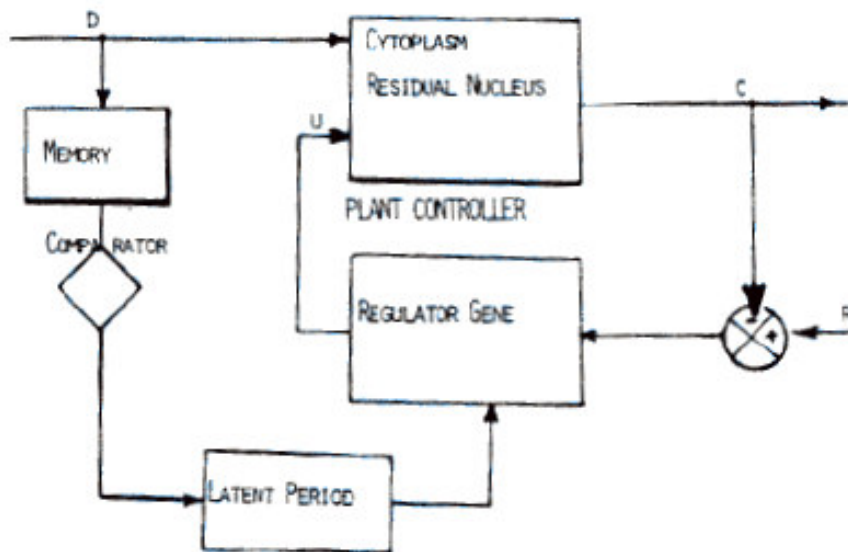 D
CYTOPLASM
RESIDUAL NUCLEUS
C
U
MEMORY
PLANT CONTROLLER
COMPARATOR
REGULATOR GENE
-
+
R
LATENT PERIOD